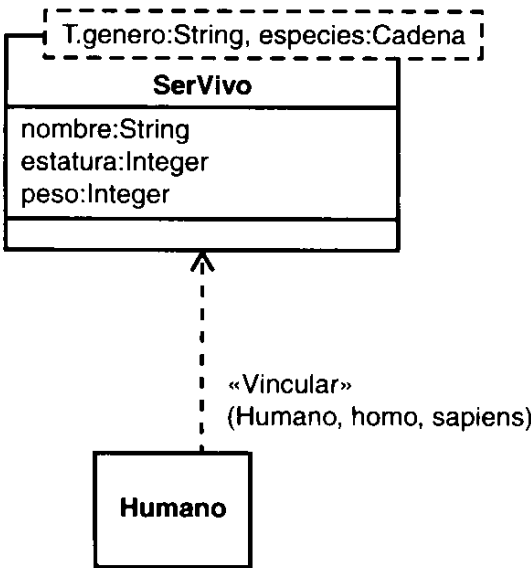 T.genero:String, especies:Cadena
SerVivo
nombre:String
estatura:Integer
peso:Integer
«Vincular»
(Humano, homo, sapiens)
Humano